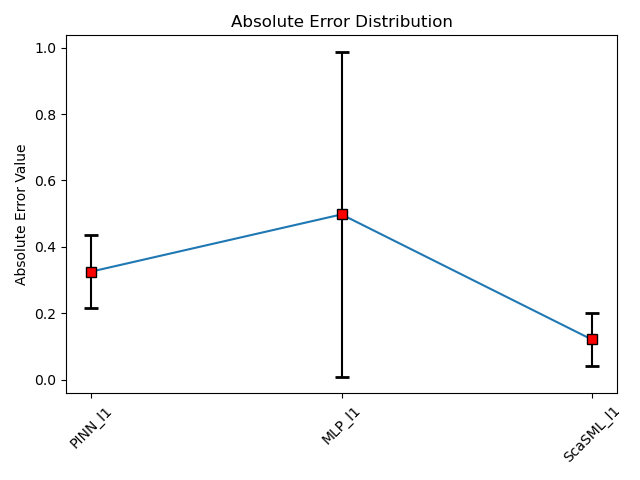 Absolute Error Distribution
Absolute Error Value
1.0
0.8
0.6
0.4
0.2
0.0
PINN_l1
MLP_l1
ScaSML_l1